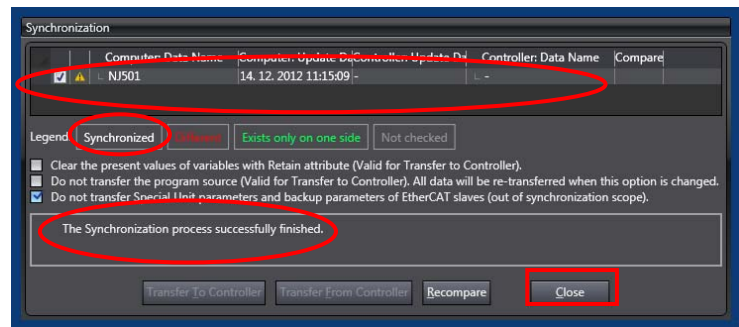 Synchronization
Computer: Data Name Computer: Update Da Controller: Update Da Controller: Data Name Compare
NJ501 14. 12. 2012 11:15:09 - -
Legend: Synchronized Different Exists only on one side Not checked
Clear the present values of variables with Retain attribute (Valid for Transfer to Controller).
Do not transfer the program source (Valid for Transfer to Controller). All data will be re-transferred when this option is changed.
Do not transfer Special Unit parameters and backup parameters of EtherCAT slaves (out of synchronization scope).
The Synchronization process successfully finished.
Transfer To Controller Transfer From Controller Recompare Close